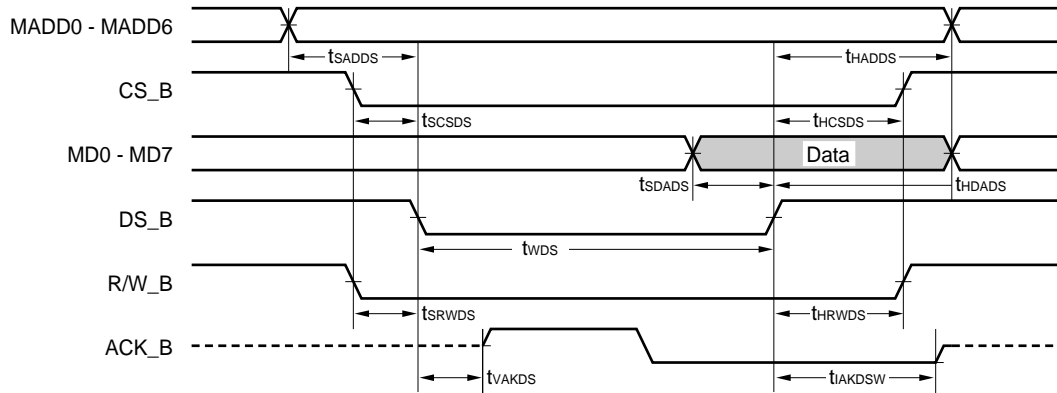 MADD0 - MADD6
tSADDS
tHADDS
CS_B
tSCSDS
tHCSDS
MD0 - MD7
Data
tSDADS
tHDADS
DS_B
tWDS
R/W_B
tSRWDS
tHRWDS
ACK_B
tVAKDS
tIAKDSW